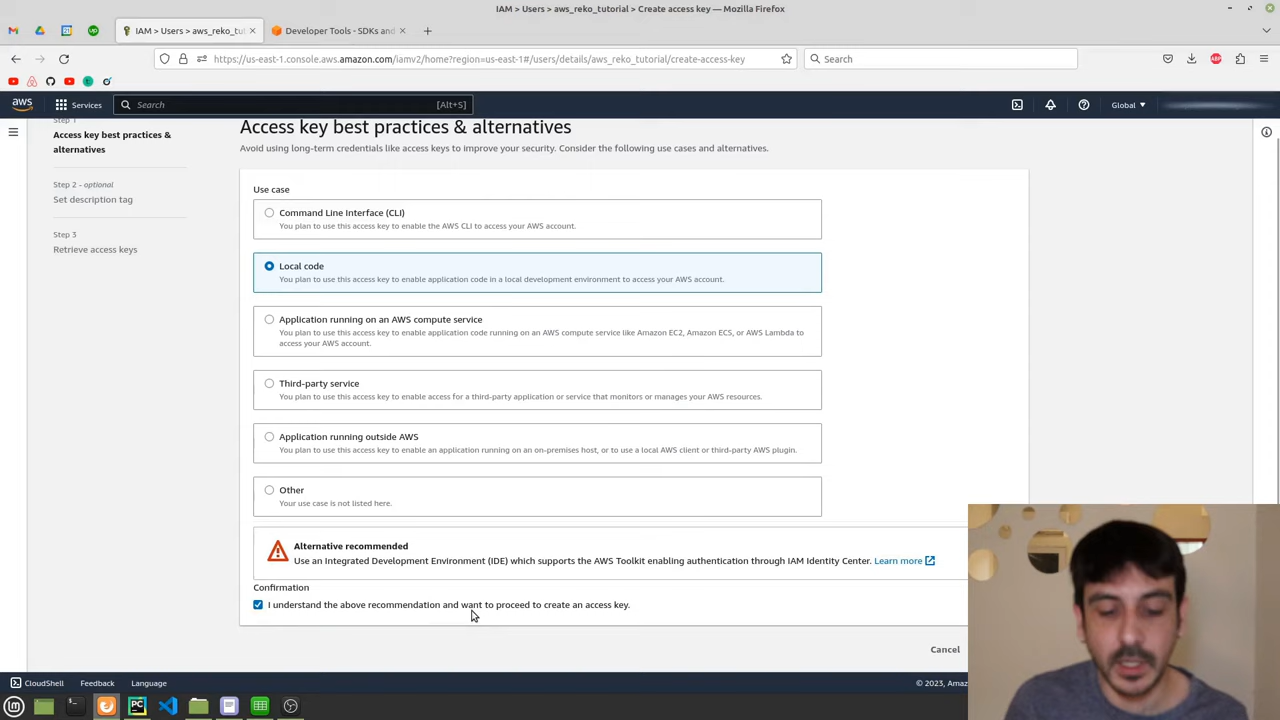 IAM > Users > aws_reko_tutorial > Create access key — Mozilla Firefox
IAM > Users > aws_reko_tut
Developer Tools - SDKs and
https://us-east-1.console.aws.amazon.com/iamv2/home?region=us-east-1#/users/details/aws_reko_tutorial/create-access-key
Search
aws
Services
Search
[Alt+S]
Global
Step 1
Access key best practices &
alternatives
Step 2 - optional
Set description tag
Step 3
Retrieve access keys
Access key best practices & alternatives
Avoid using long-term credentials like access keys to improve your security. Consider the following use cases and alternatives.
Use case
Command Line Interface (CLI)
You plan to use this access key to enable the AWS CLI to access your AWS account.
Local code
You plan to use this access key to enable application code in a local development environment to access your AWS account.
Application running on an AWS compute service
You plan to use this access key to enable application code running on an AWS compute service like Amazon EC2, Amazon ECS, or AWS Lambda to
access your AWS account.
Third-party service
You plan to use this access key to enable access for a third-party application or service that monitors or manages your AWS resources.
Application running outside AWS
You plan to use this access key to enable an application running on an on-premises host, or to use a local AWS client or third-party AWS plugin.
Other
Your use case is not listed here.
Alternative recommended
Use an Integrated Development Environment (IDE) which supports the AWS Toolkit enabling authentication through IAM Identity Center. Learn more
Confirmation
I understand the above recommendation and want to proceed to create an access key.
Cancel
CloudShell
Feedback
Language
© 2023, Amaz